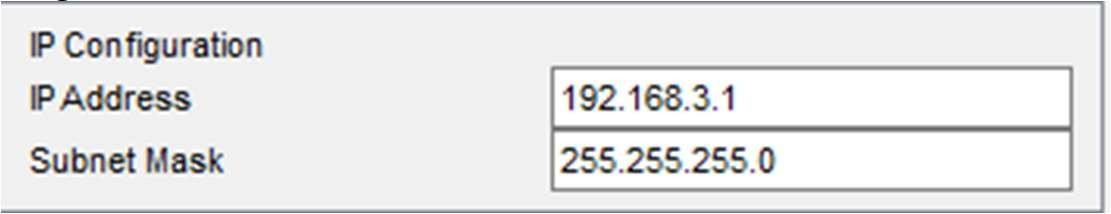 IP Configuration
IP Address 192.168.3.1
Subnet Mask 255.255.255.0